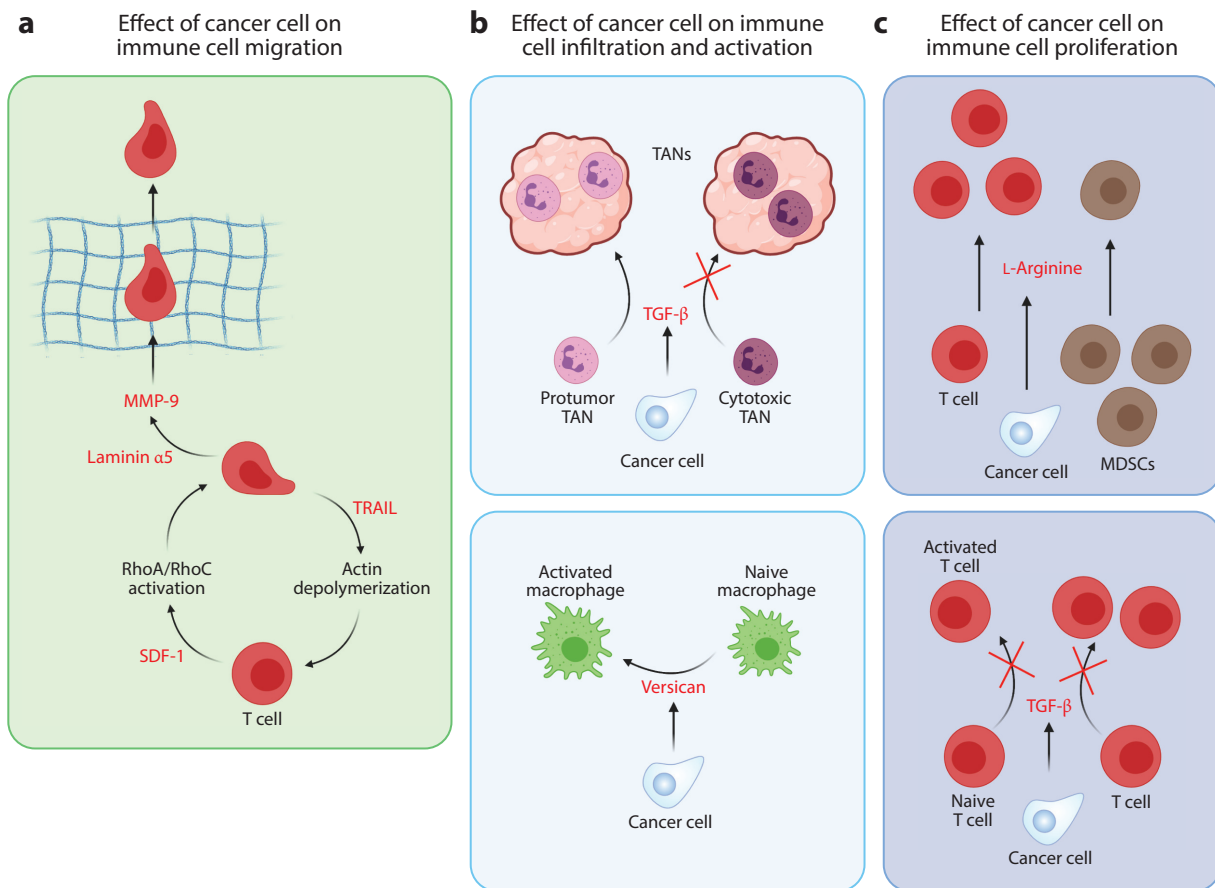 a
Effect of cancer cell on
immune cell migration
MMP-9
Laminin α5
TRAIL
RhoA/RhoC
activation
Actin
depolymerization
SDF-1
T cell
b
Effect of cancer cell on immune
cell infiltration and activation
TANs
TGF-β
Protumor
TAN
Cytotoxic
TAN
Cancer cell
Activated
macrophage
Naive
macrophage
Versican
Cancer cell
c
Effect of cancer cell on
immune cell proliferation
L-Arginine
T cell
Cancer cell
MDSCs
Activated
T cell
TGF-β
Naive
T cell
T cell
Cancer cell